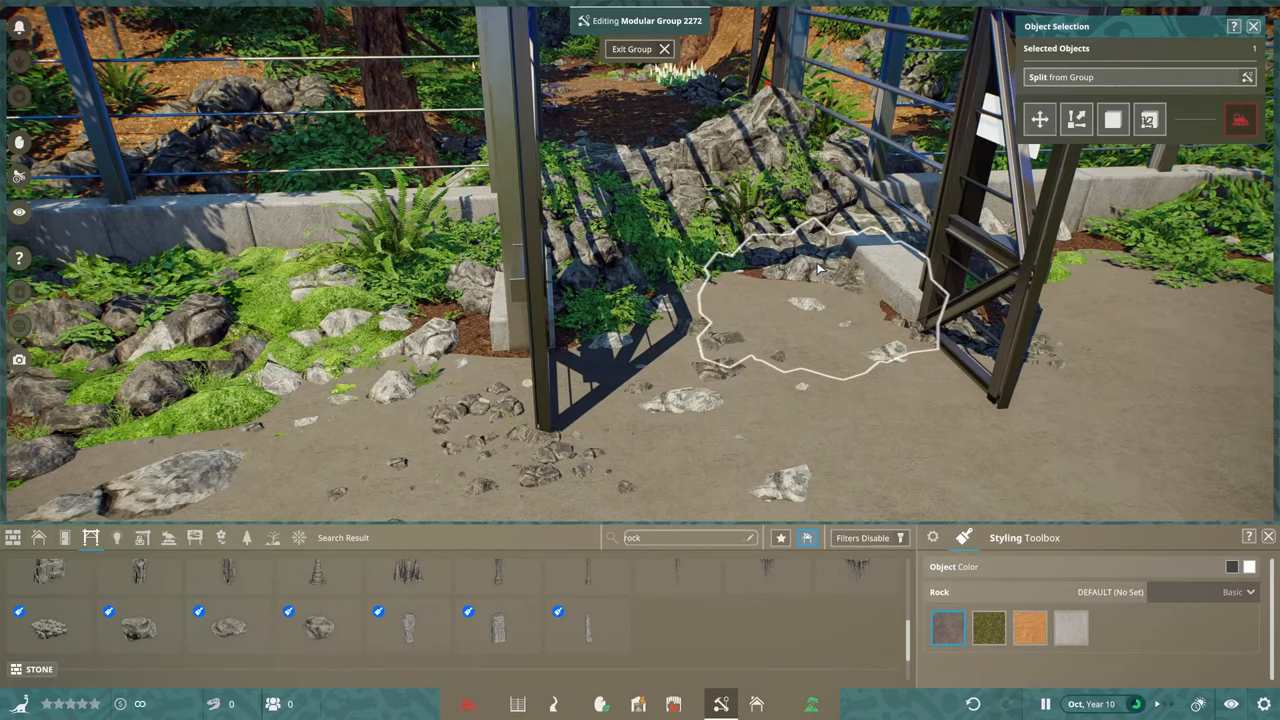 Editing Modular Group 2272
Exit Group
Object Selection
Selected Objects 1
Split from Group
Search Result
rock
Filters Disable
Styling Toolbox
Object Color
Rock DEFAULT (No Set) Basic
STONE
∞ 0 0
Oct, Year 10